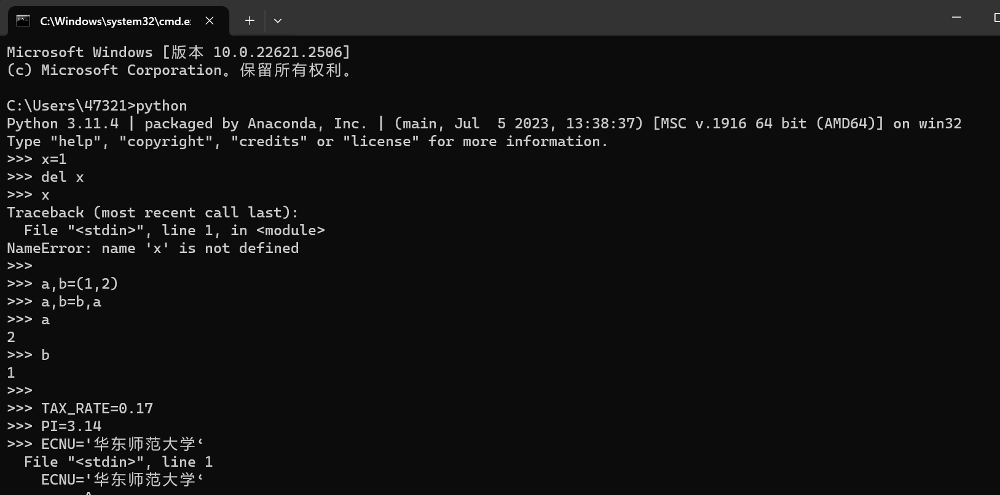 C:\Windows\system32\cmd.e
Microsoft Windows [版本 10.0.22621.2506]
(c) Microsoft Corporation。保留所有权利。
C:\Users\47321>python
Python 3.11.4 | packaged by Anaconda, Inc. | (main, Jul  5 2023, 13:38:37) [MSC v.1916 64 bit (AMD64)] on win32
Type "help", "copyright", "credits" or "license" for more information.
>>> x=1
>>> del x
>>> x
Traceback (most recent call last):
  File "<stdin>", line 1, in <module>
NameError: name 'x' is not defined
>>>
>>> a,b=(1,2)
>>> a,b=b,a
>>> a
2
>>> b
1
>>>
>>> TAX_RATE=0.17
>>> PI=3.14
>>> ECNU='华东师范大学‘
  File "<stdin>", line 1
    ECNU='华东师范大学‘
         ^